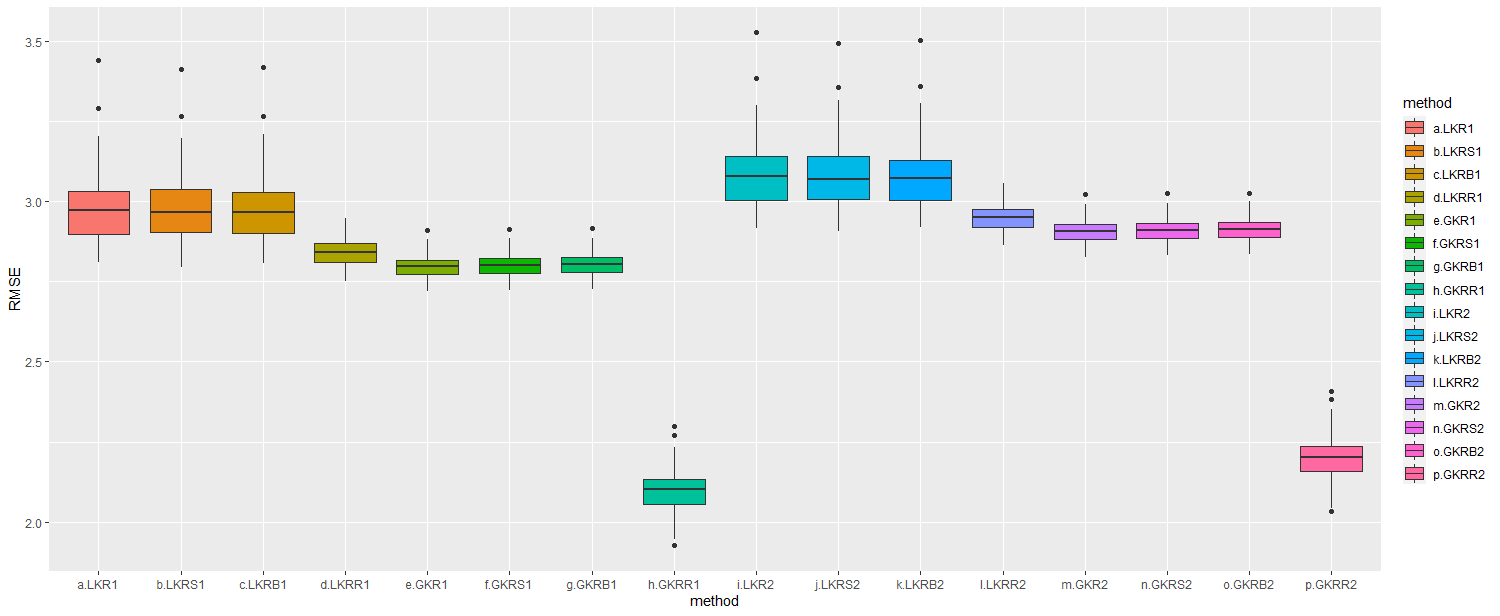 RMSE
3.5
3.0
2.5
2.0
a.LKR1 b.LKRS1 c.LKRB1 d.LKRR1 e.GKR1 f.GKRS1 g.GKRB1 h.GKRR1 i.LKR2 j.LKRS2 k.LKRB2 l.LKRR2 m.GKR2 n.GKRS2 o.GKRB2 p.GKRR2
method
method
a.LKR1
b.LKRS1
c.LKRB1
d.LKRR1
e.GKR1
f.GKRS1
g.GKRB1
h.GKRR1
i.LKR2
j.LKRS2
k.LKRB2
l.LKRR2
m.GKR2
n.GKRS2
o.GKRB2
p.GKRR2